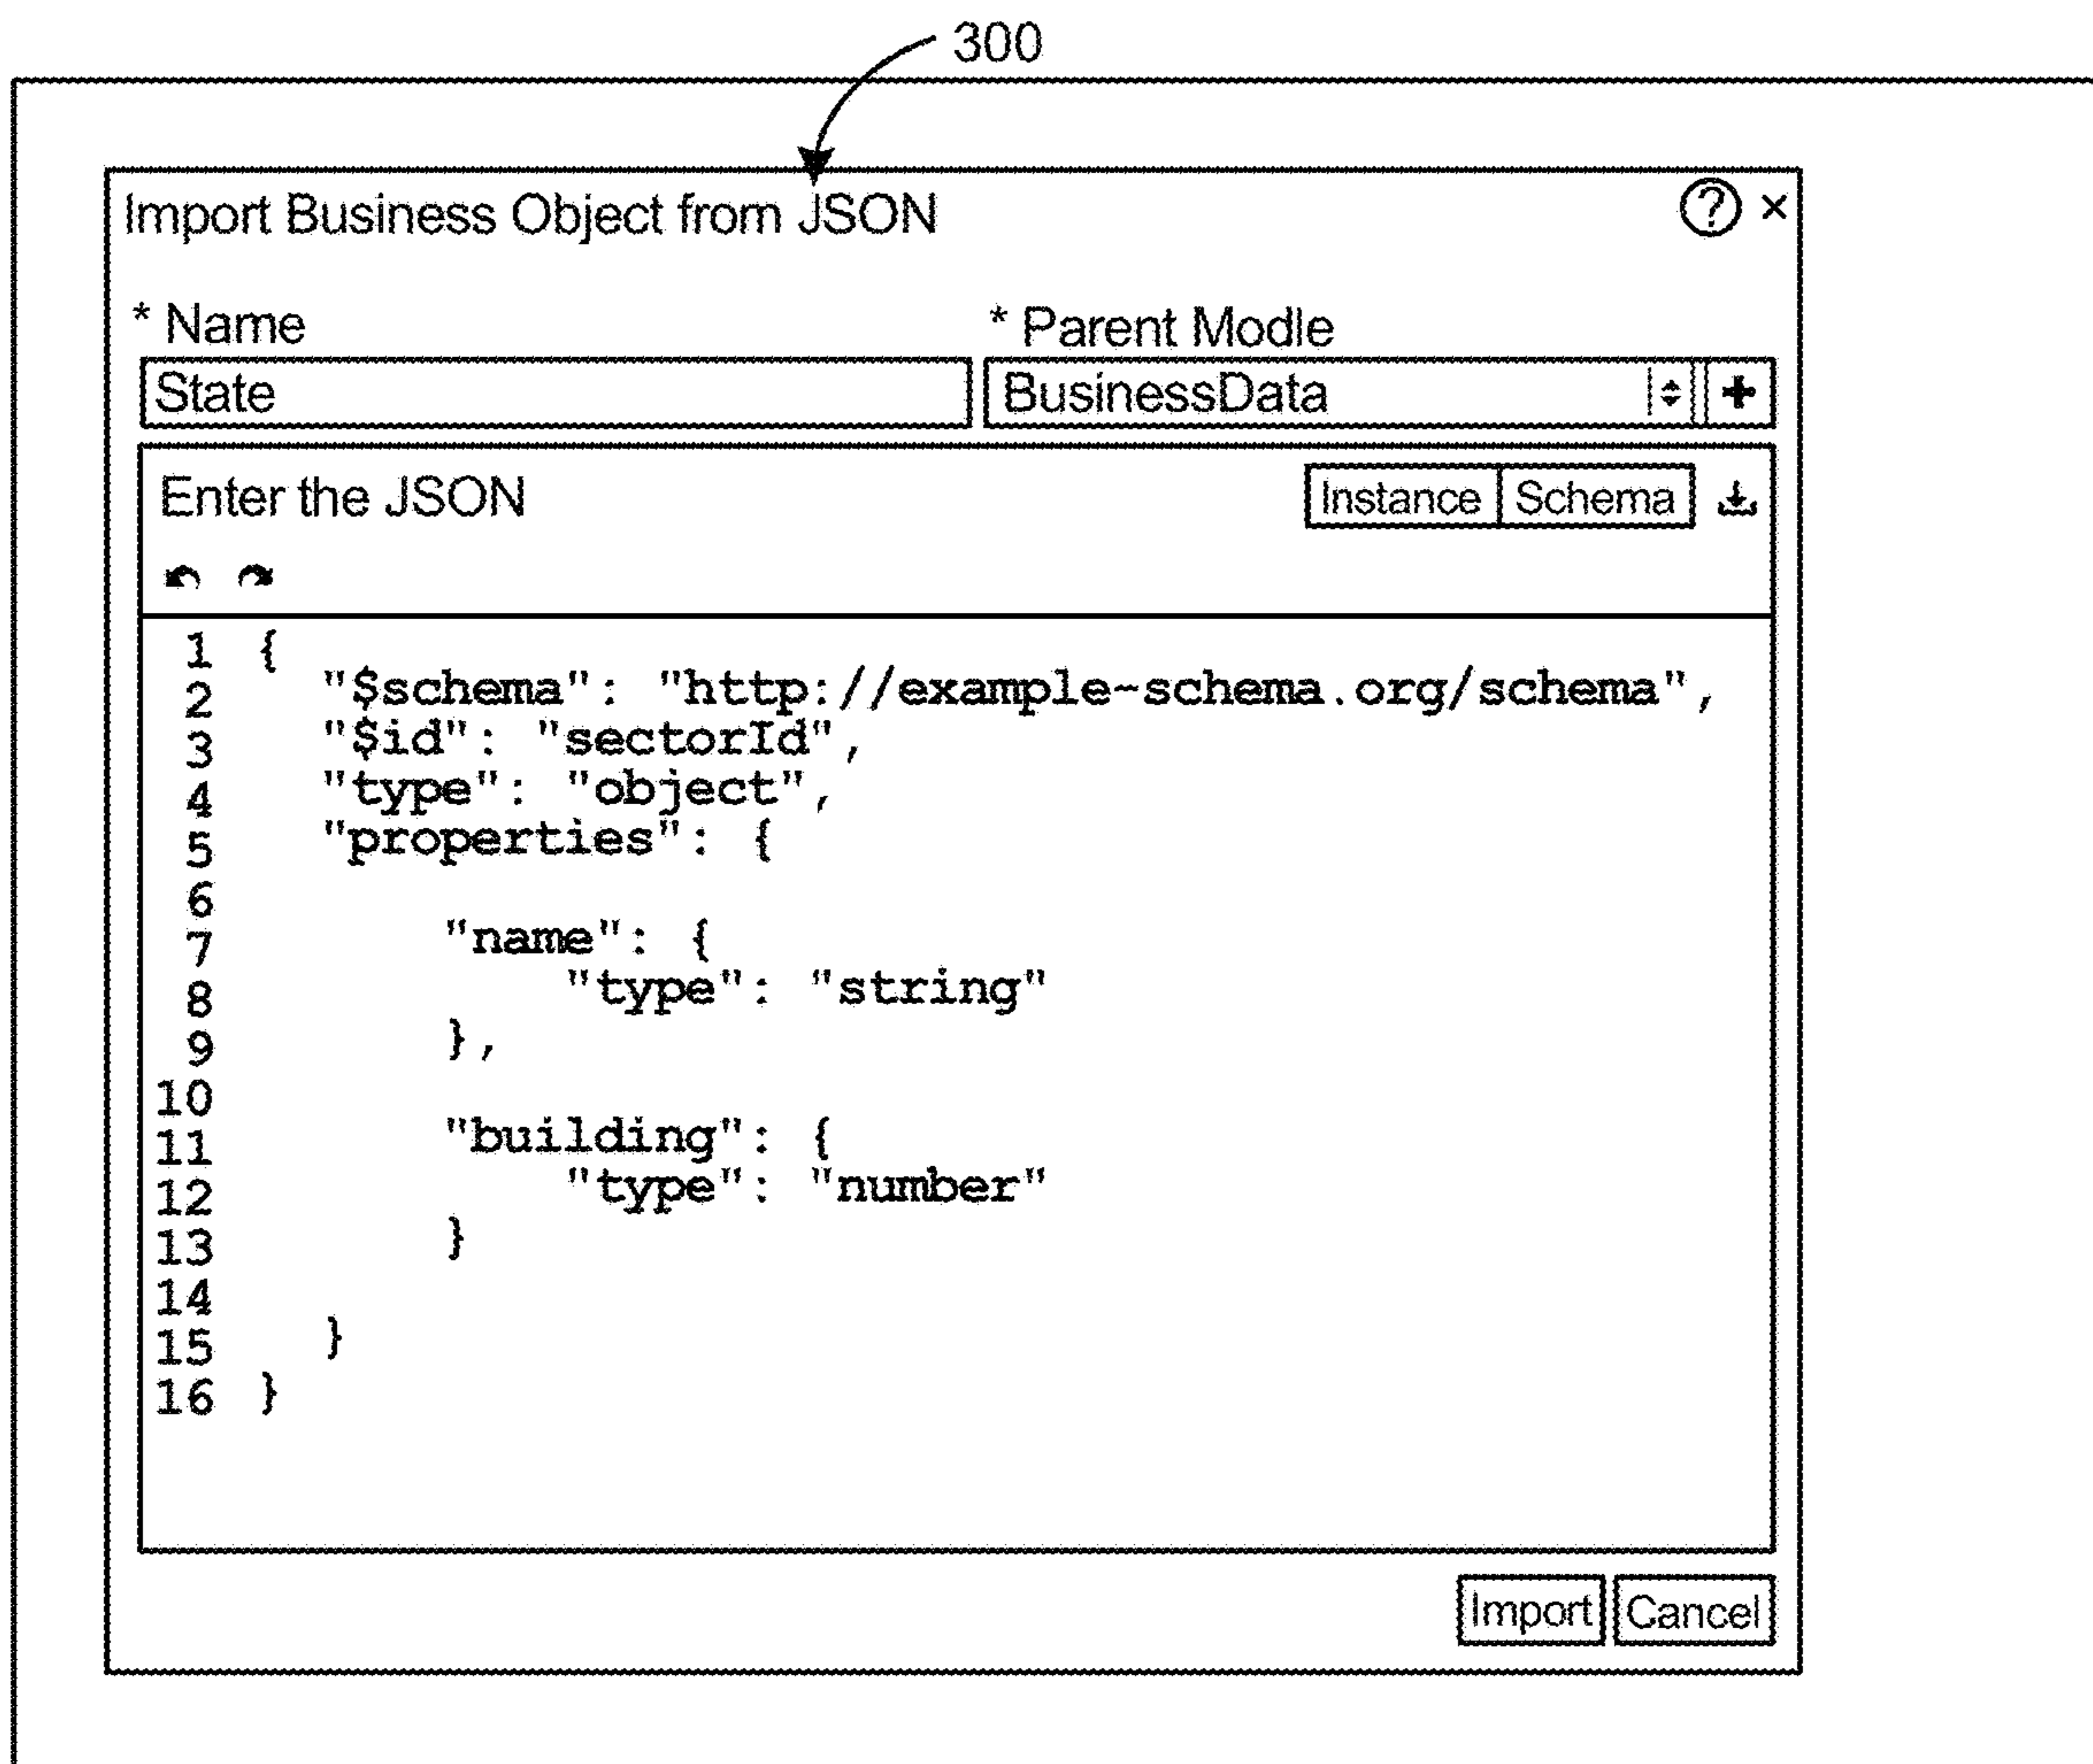 300
Import Business Object from JSON ? ×
* Name * Parent Modle
State BusinessData +
Enter the JSON Instance Schema
1 {
2 "$schema": "http://example~schema.org/schema",
3 "$id": "sectorId",
4 "type": "object",
5 "properties": {
6
7 "name": {
8 "type": "string"
9 },
10
11 "building": {
12 "type": "number"
13 }
14
15 }
16 }
Import Cancel